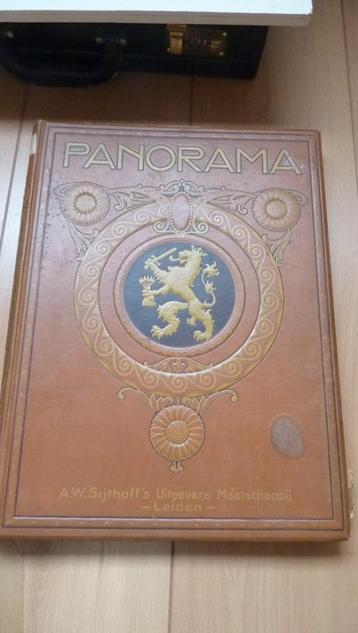 PANORAMA
A.W. Sijthoff's Uitgevers Maatschappij
—Leiden—